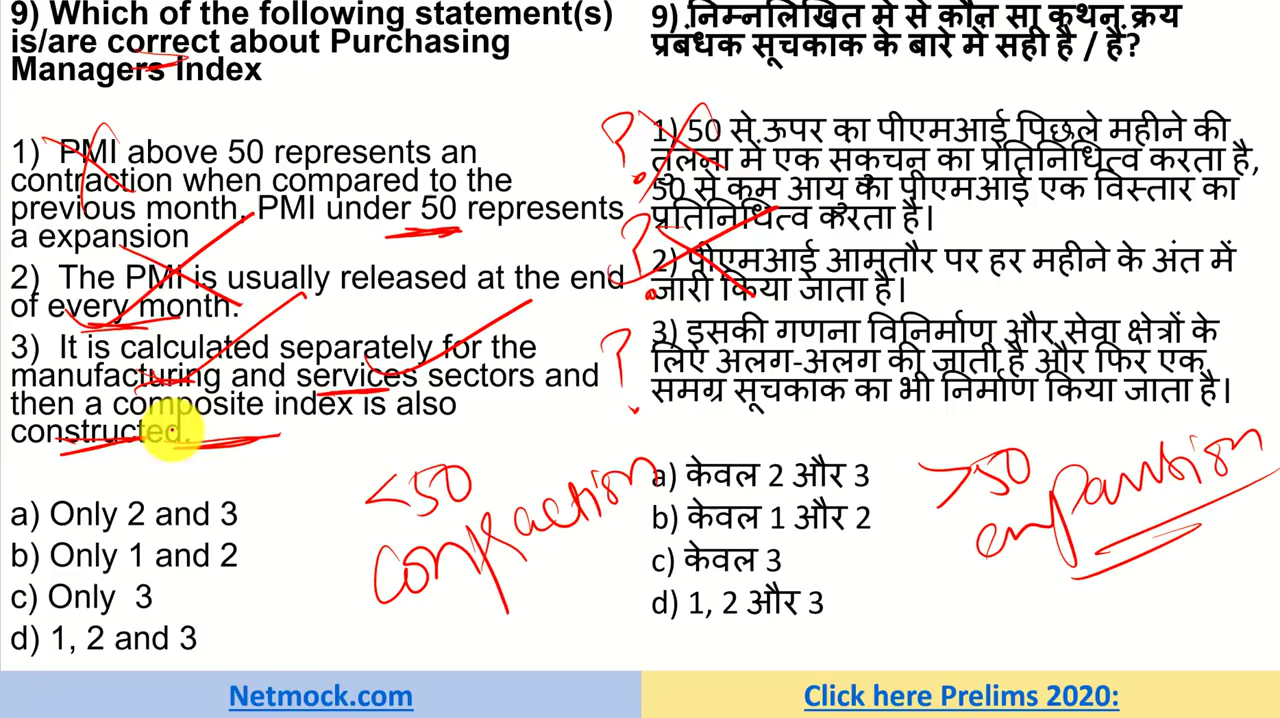 9) Which of the following statement(s)
is/are correct about Purchasing
Managers Index
1) PMI above 50 represents an
contraction when compared to the
previous month. PMI under 50 represents
a expansion
2) The PMI is usually released at the end
of every month.
3) It is calculated separately for the
manufacturing and services sectors and
then a composite index is also
constructed.
a) Only 2 and 3
b) Only 1 and 2
c) Only 3
d) 1, 2 and 3
<50
contraction
9) निम्नलिखित में से कौन सा कथन क्रय
प्रबंधक सूचकांक के बारे में सही है / हैं?
1) 50 से ऊपर का पीएमआई पिछले महीने की
तुलना में एक संकुचन का प्रतिनिधित्व करता है,
50 से कम आयु का पीएमआई एक विस्तार का
प्रतिनिधित्व करता है।
2) पीएमआई आमतौर पर हर महीने के अंत में
जारी किया जाता है।
3) इसकी गणना विनिर्माण और सेवा क्षेत्रों के
लिए अलग-अलग की जाती है और फिर एक
समग्र सूचकांक का भी निर्माण किया जाता है।
? 
?
?
a) केवल 2 और 3
b) केवल 1 और 2
c) केवल 3
d) 1, 2 और 3
>50
expansion
Netmock.com
Click here Prelims 2020: